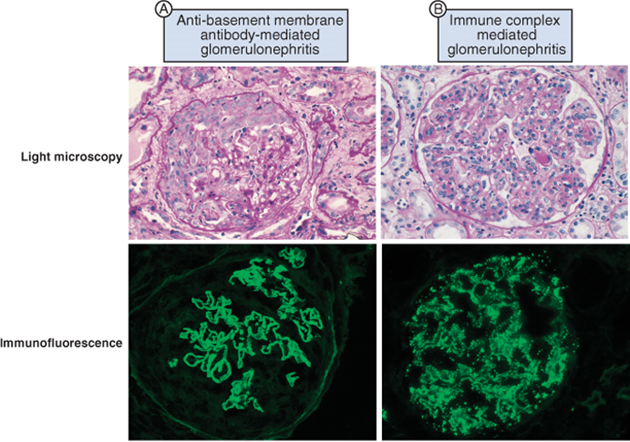 A
Anti-basement membrane
antibody-mediated
glomerulonephritis
B
Immune complex
mediated
glomerulonephritis
Light microscopy
Immunofluorescence